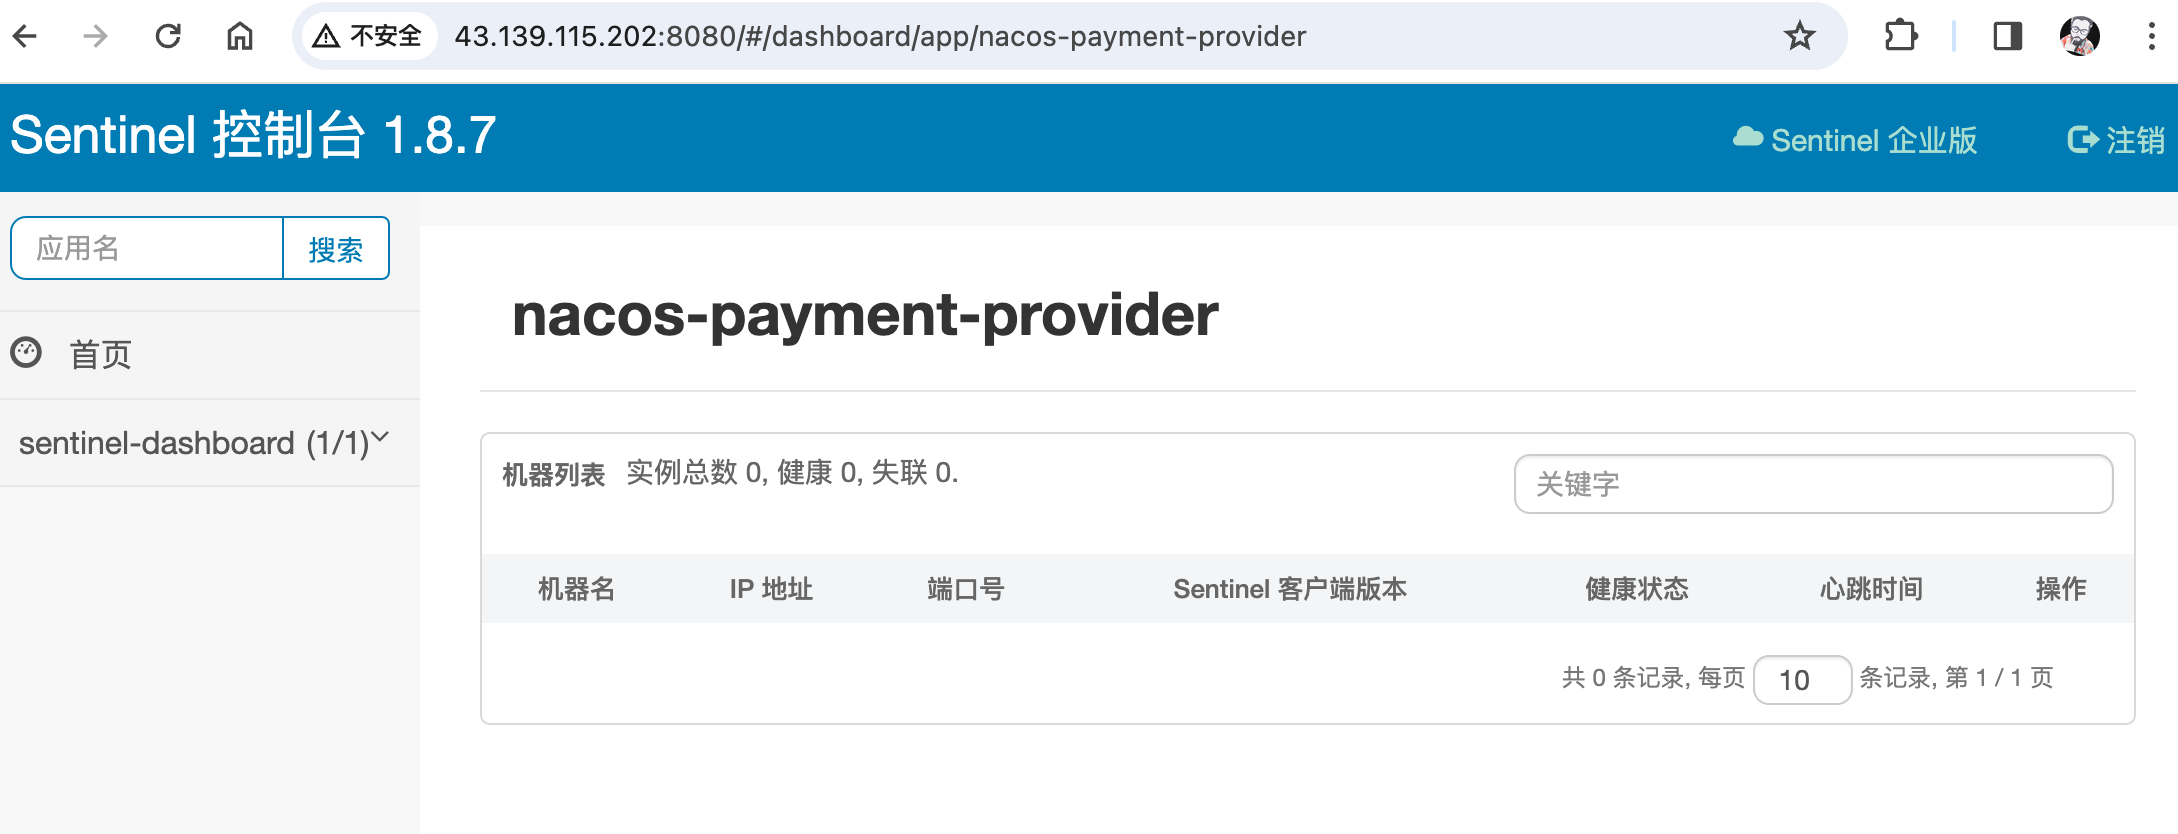 不安全 43.139.115.202:8080/#/dashboard/app/nacos-payment-provider
Sentinel 控制台 1.8.7
Sentinel 企业版 注销
应用名 搜索
首页
sentinel-dashboard (1/1)
nacos-payment-provider
机器列表 实例总数 0, 健康 0, 失联 0.
关键字
机器名 IP 地址 端口号 Sentinel 客户端版本 健康状态 心跳时间 操作
共 0 条记录, 每页 10 条记录, 第 1 / 1 页